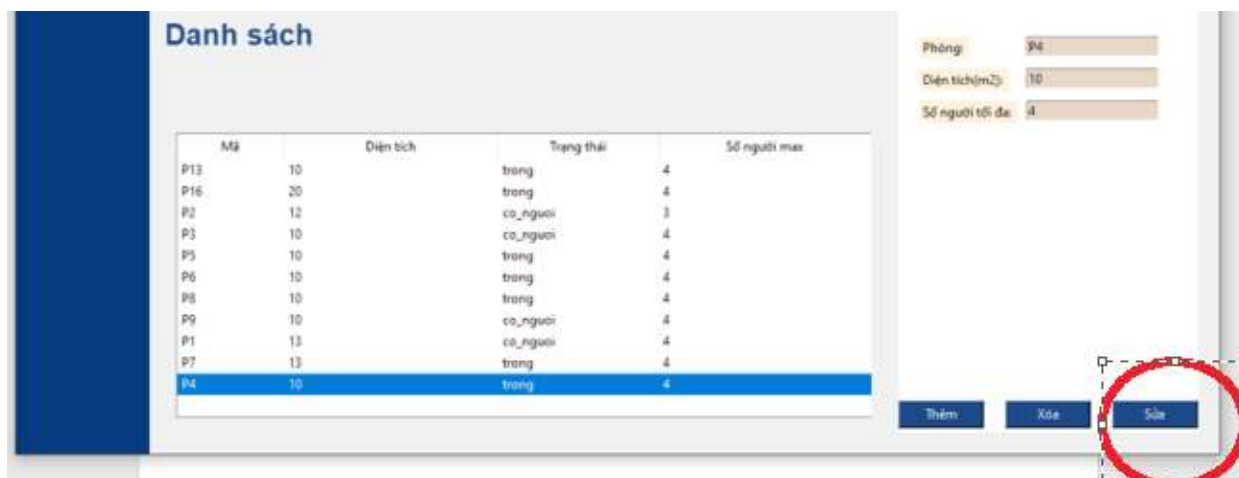 Danh sách
Phòng: P4
Diện tích(m2): 10
Số người tối đa: 4
Mã Diện tích Trạng thái Số người max
P13 10 trong 4
P16 20 trong 4
P2 12 co_nguoi 3
P3 10 co_nguoi 4
P5 10 trong 4
P6 10 trong 4
P8 10 trong 4
P9 10 co_nguoi 4
P1 13 co_nguoi 4
P7 13 trong 4
P4 10 trong 4
Thêm Xóa Sửa